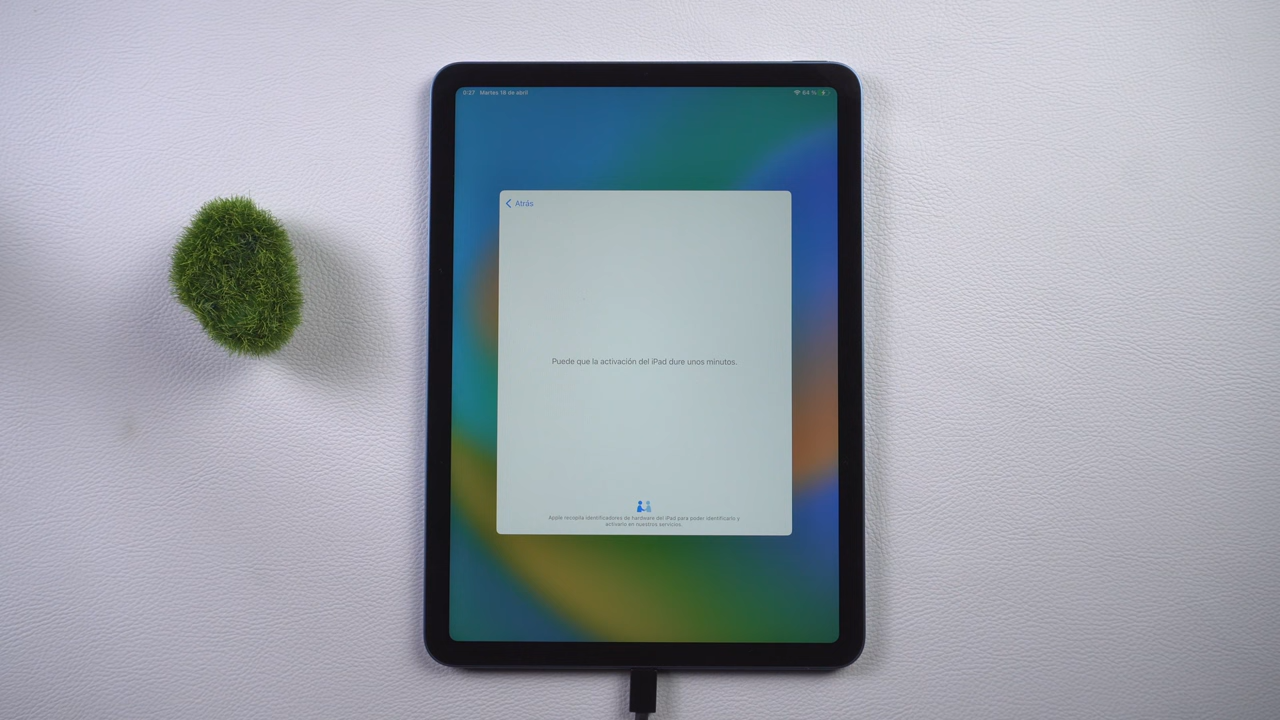 0:27 Martes 18 de abril
64 %
Atrás
Puede que la activación del iPad dure unos minutos.
Apple recopila identificadores de hardware del iPad para poder identificarlo y
activarlo en nuestros servicios.